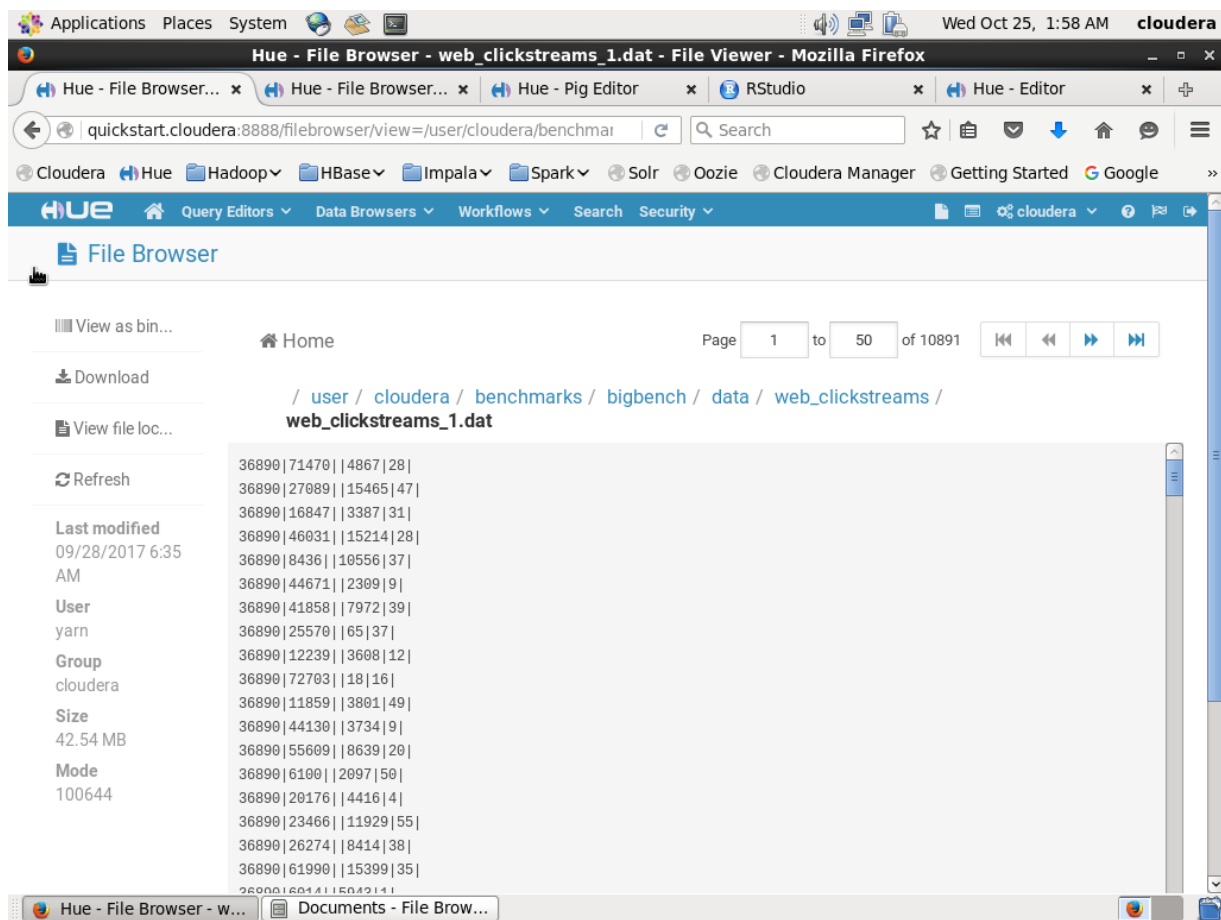 Applications Places System Wed Oct 25, 1:58 AM cloudera
Hue - File Browser - web_clickstreams_1.dat - File Viewer - Mozilla Firefox
Hue - File Browser... Hue - File Browser... Hue - Pig Editor RStudio Hue - Editor
quickstart.cloudera:8888/filebrowser/view=/user/cloudera/benchmar Search
Cloudera Hue Hadoop HBase Impala Spark Solr Oozie Cloudera Manager Getting Started Google »
HUE Query Editors Data Browsers Workflows Search Security cloudera
File Browser
View as bin...
Download
View file loc...
Refresh
Last modified
09/28/2017 6:35
AM
User
yarn
Group
cloudera
Size
42.54 MB
Mode
100644
Home Page 1 to 50 of 10891
/ user / cloudera / benchmarks / bigbench / data / web_clickstreams /
web_clickstreams_1.dat
36890|71470||4867|28|
36890|27089||15465|47|
36890|16847||3387|31|
36890|46031||15214|28|
36890|8436||10556|37|
36890|44671||2309|9|
36890|41858||7972|39|
36890|25570||65|37|
36890|12239||3608|12|
36890|72703||18|16|
36890|11859||3801|49|
36890|44130||3734|9|
36890|55609||8639|20|
36890|6100||2097|50|
36890|20176||4416|4|
36890|23466||11929|55|
36890|26274||8414|38|
36890|61990||15399|35|
36890|6014||5943|1|
Hue - File Browser - w... Documents - File Brow...